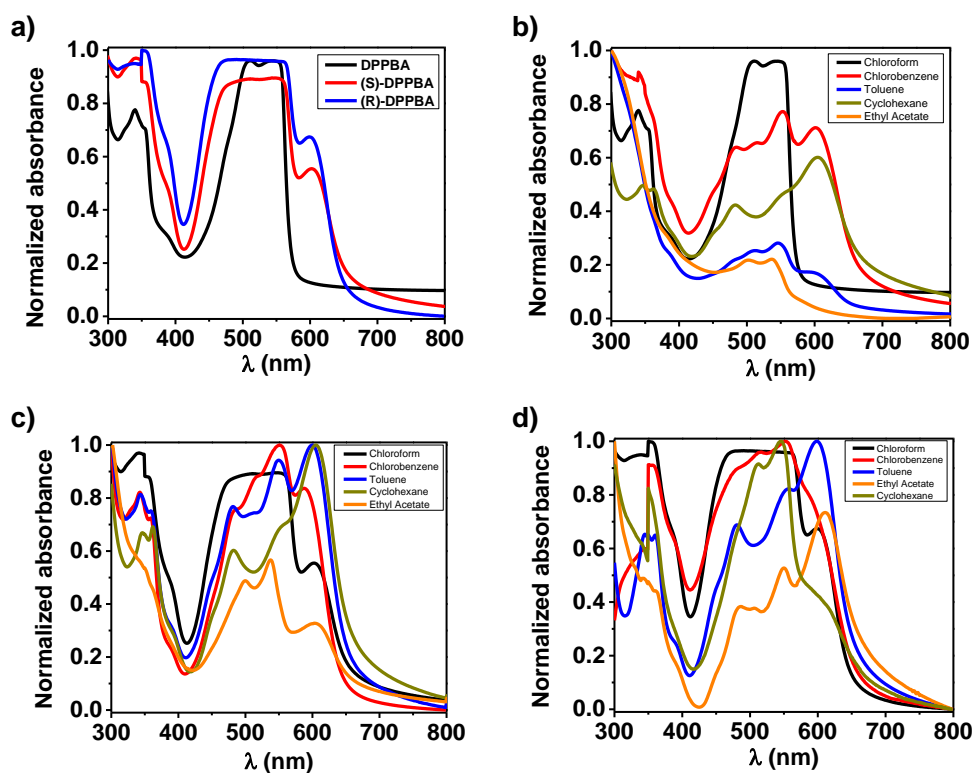 a)
Normalized absorbance
1.0
0.8
0.6
0.4
0.2
0.0
DPPBA
(S)-DPPBA
(R)-DPPBA
300 400 500 600 700 800
λ (nm)
b)
Normalized absorbance
1.0
0.8
0.6
0.4
0.2
0.0
Chloroform
Chlorobenzene
Toluene
Cyclohexane
Ethyl Acetate
300 400 500 600 700 800
λ (nm)
c)
Normalized absorbance
1.0
0.8
0.6
0.4
0.2
0.0
Chloroform
Chlorobenzene
Toluene
Cyclohexane
Ethyl Acetate
300 400 500 600 700 800
λ (nm)
d)
Normalized absorbance
1.0
0.8
0.6
0.4
0.2
0.0
Chloroform
Chlorobenzene
Toluene
Ethyl Acetate
Cyclohexane
300 400 500 600 700 800
λ (nm)